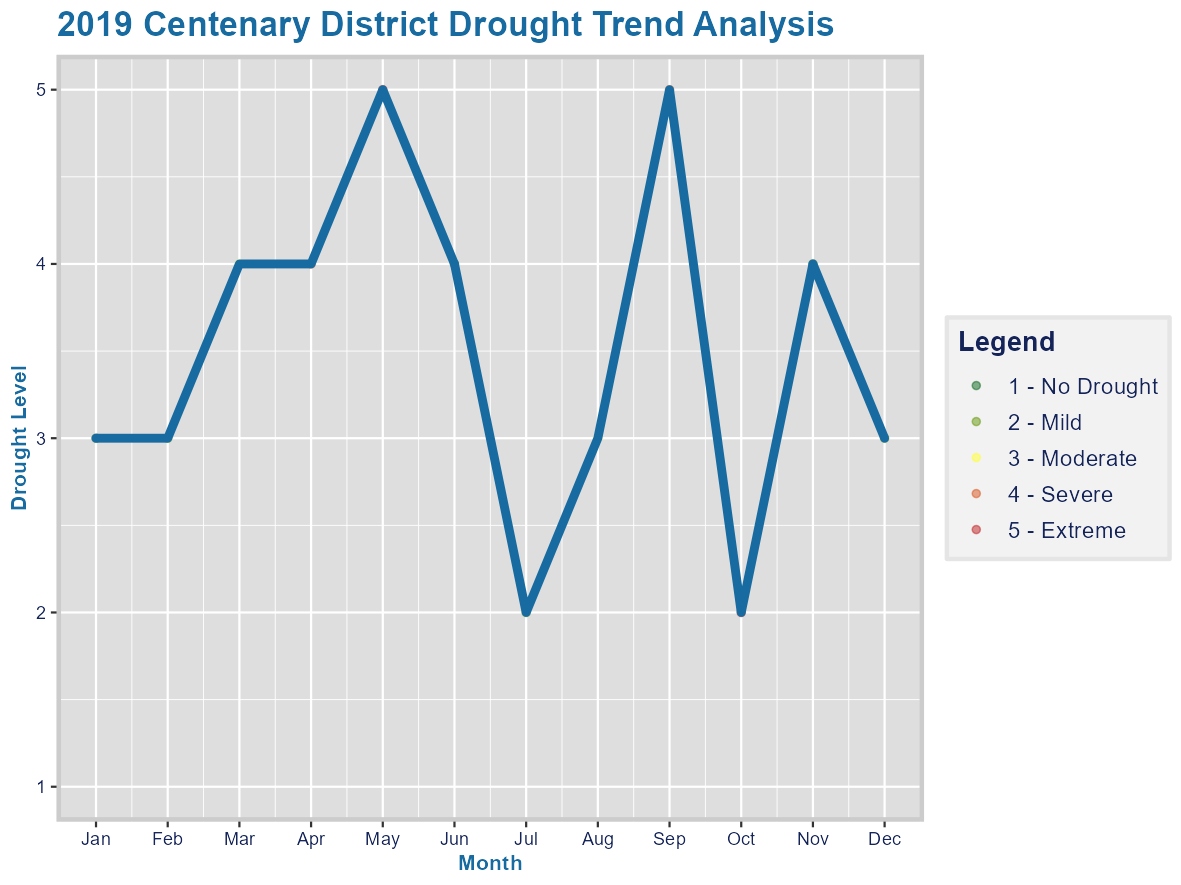 2019 Centenary District Drought Trend Analysis
Drought Level
5
4
3
2
1
Jan Feb Mar Apr May Jun Jul Aug Sep Oct Nov Dec
Month
Legend
1 - No Drought
2 - Mild
3 - Moderate
4 - Severe
5 - Extreme